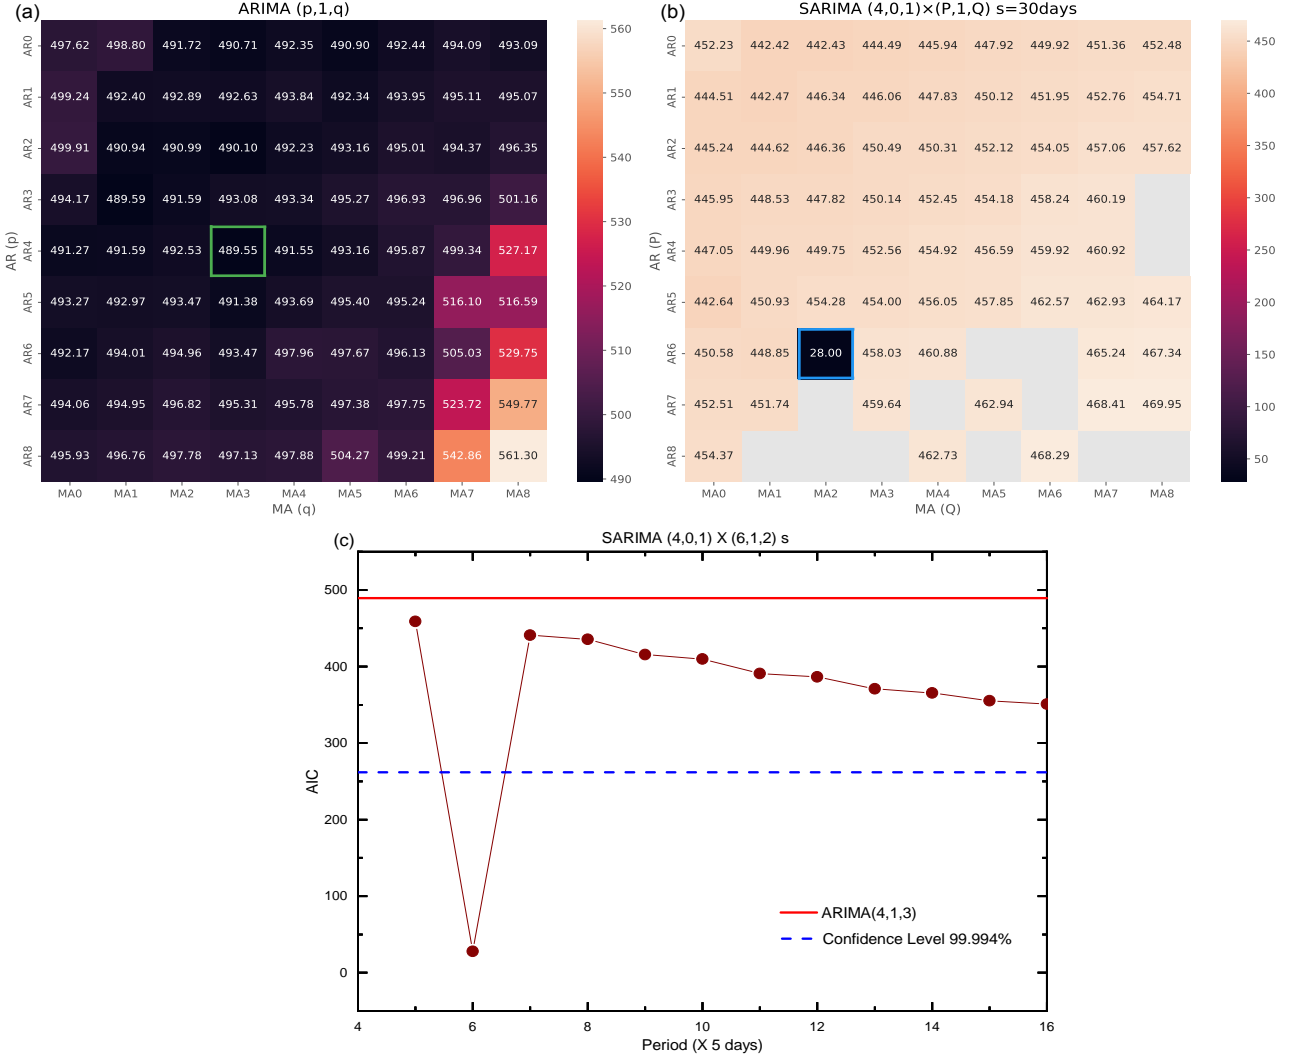 (a)
ARIMA (p,1,q)
AR (p)
AR0 497.62 498.80 491.72 490.71 492.35 490.90 492.44 494.09 493.09
AR1 499.24 492.40 492.89 492.63 493.84 492.34 493.95 495.11 495.07
AR2 499.91 490.94 490.99 490.10 492.23 493.16 495.01 494.37 496.35
AR3 494.17 489.59 491.59 493.08 493.34 495.27 496.93 496.96 501.16
AR4 491.27 491.59 492.53 489.55 491.55 493.16 495.87 499.34 527.17
AR5 493.27 492.97 493.47 491.38 493.69 495.40 495.24 516.10 516.59
AR6 492.17 494.01 494.96 493.47 497.96 497.67 496.13 505.03 529.75
AR7 494.06 494.95 496.82 495.31 495.78 497.38 497.75 523.72 549.77
AR8 495.93 496.76 497.78 497.13 497.88 504.27 499.21 542.86 561.30
MA0 MA1 MA2 MA3 MA4 MA5 MA6 MA7 MA8
MA (q)
560
550
540
530
520
510
500
490
(b)
SARIMA (4,0,1)×(P,1,Q) s=30days
AR (P)
AR0 452.23 442.42 442.43 444.49 445.94 447.92 449.92 451.36 452.48
AR1 444.51 442.47 446.34 446.06 447.83 450.12 451.95 452.76 454.71
AR2 445.24 444.62 446.36 450.49 450.31 452.12 454.05 457.06 457.62
AR3 445.95 448.53 447.82 450.14 452.45 454.18 458.24 460.19
AR4 447.05 449.96 449.75 452.56 454.92 456.59 459.92 460.92
AR5 442.64 450.93 454.28 454.00 456.05 457.85 462.57 462.93 464.17
AR6 450.58 448.85 28.00 458.03 460.88 465.24 467.34
AR7 452.51 451.74 459.64 462.94 468.41 469.95
AR8 454.37 462.73 468.29
MA0 MA1 MA2 MA3 MA4 MA5 MA6 MA7 MA8
MA (Q)
450
400
350
300
250
200
150
100
50
(c)
SARIMA (4,0,1) X (6,1,2) s
AIC
500
400
300
200
100
0
ARIMA(4,1,3)
Confidence Level 99.994%
4 6 8 10 12 14 16
Period (X 5 days)